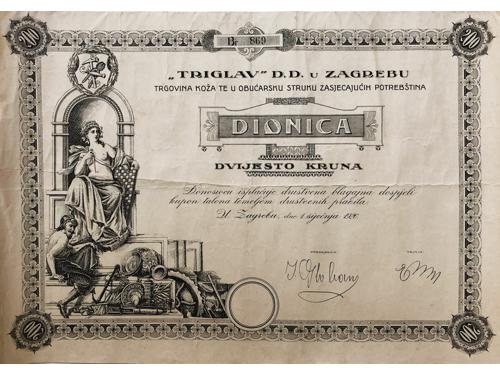 200 Br. 869 200
„TRIGLAV” D.D. U ZAGREBU
TRGOVINA KOŽA TE U OBUĆARSKU STRUKU ZASJECAJUĆIH POTREBŠTINA
DIONICA
DVIJESTO KRUNA
Donosiocu isplaćuje društvena blagajna dospjeli
kupon talona temeljem društvenih pravila.
U Zagrebu, dne 1. siječnja 1920.
200 200